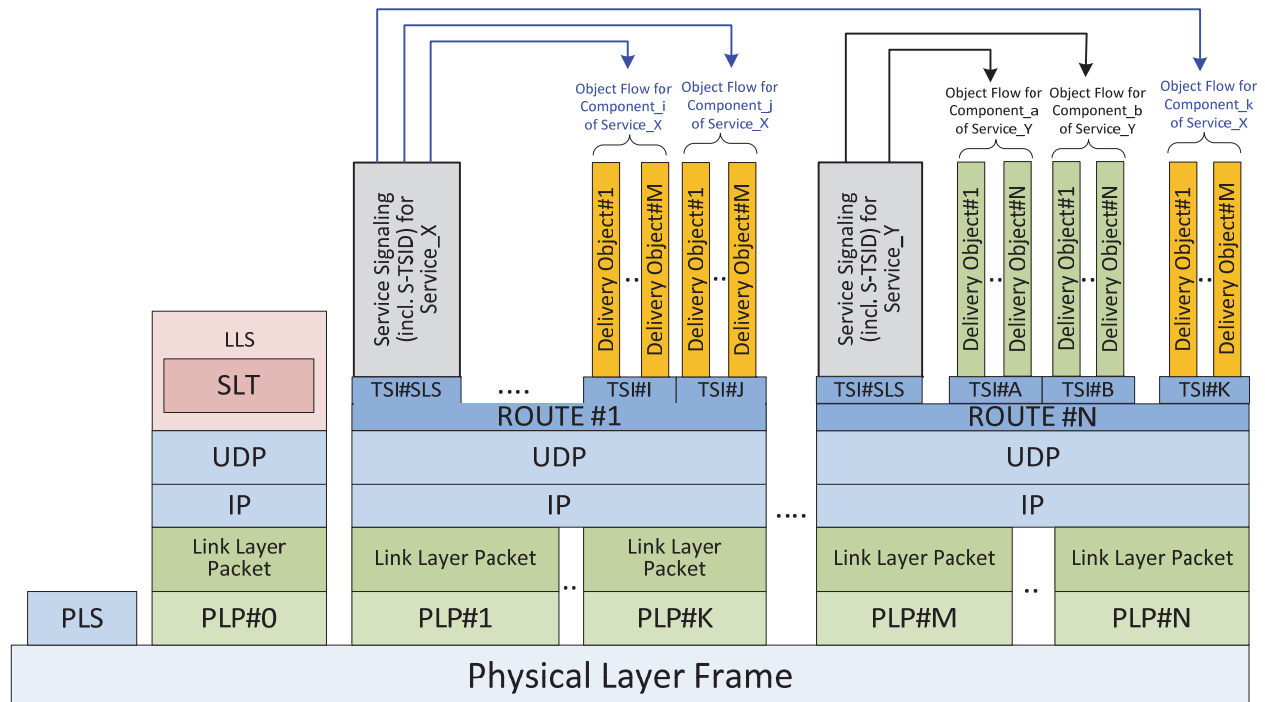 Object Flow for
Component_i
of Service_X
Object Flow for
Component_j
of Service_X
Object Flow for
Component_a
of Service_Y
Object Flow for
Component_b
of Service_Y
Object Flow for
Component_k
of Service_X
Service Signaling
(incl. S-TSID) for
Service_X
Delivery Object#1
..
Delivery Object#M
Delivery Object#1
..
Delivery Object#M
Service Signaling
(incl. S-TSID) for
Service_Y
Delivery Object#1
..
Delivery Object#N
Delivery Object#1
..
Delivery Object#N
Delivery Object#1
..
Delivery Object#M
LLS
SLT
TSI#SLS
....
TSI#I
TSI#J
TSI#SLS
TSI#A
TSI#B
TSI#K
ROUTE #1
ROUTE #N
UDP
UDP
UDP
IP
IP
....
IP
Link Layer
Packet
Link Layer Packet
..
Link Layer
Packet
Link Layer Packet
..
Link Layer Packet
PLS
PLP#0
PLP#1
PLP#K
PLP#M
PLP#N
Physical Layer Frame